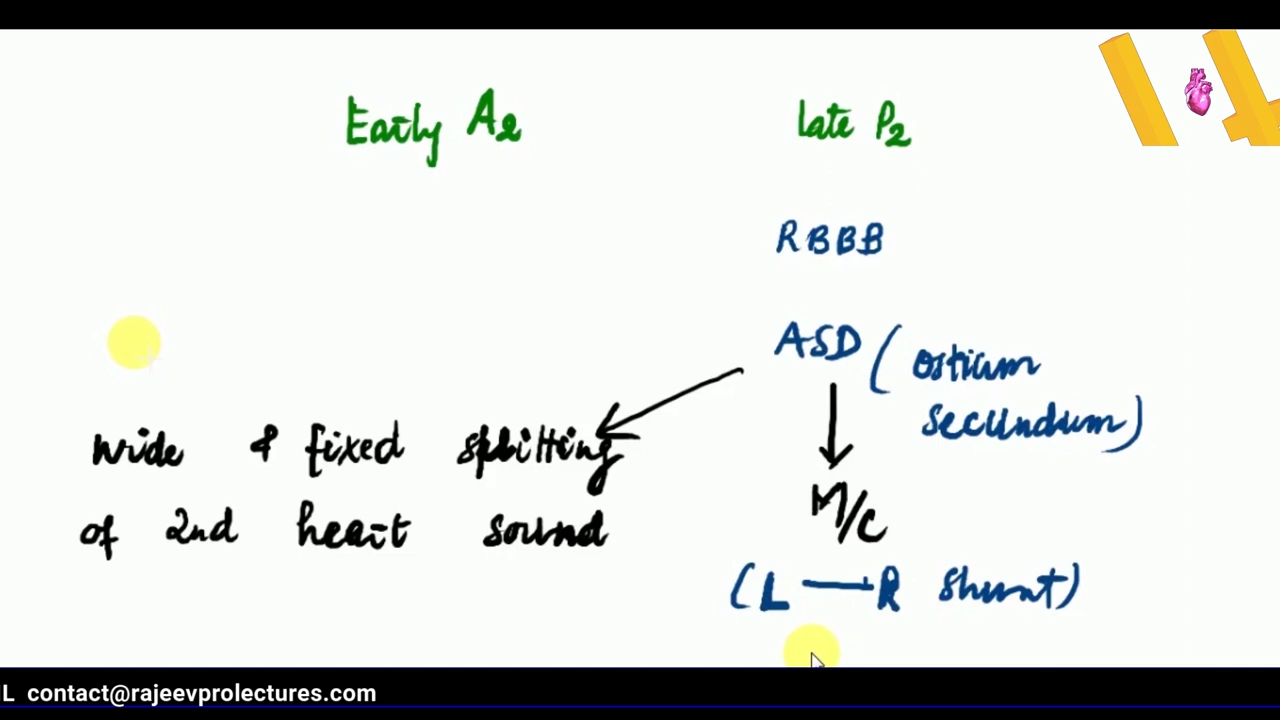 Early A2
Late P2
RBBB
ASD (ostium
secundum)
wide & fixed splitting
of 2nd heart sound
M/C
(L → R shunt)
L contact@rajeevprolectures.com